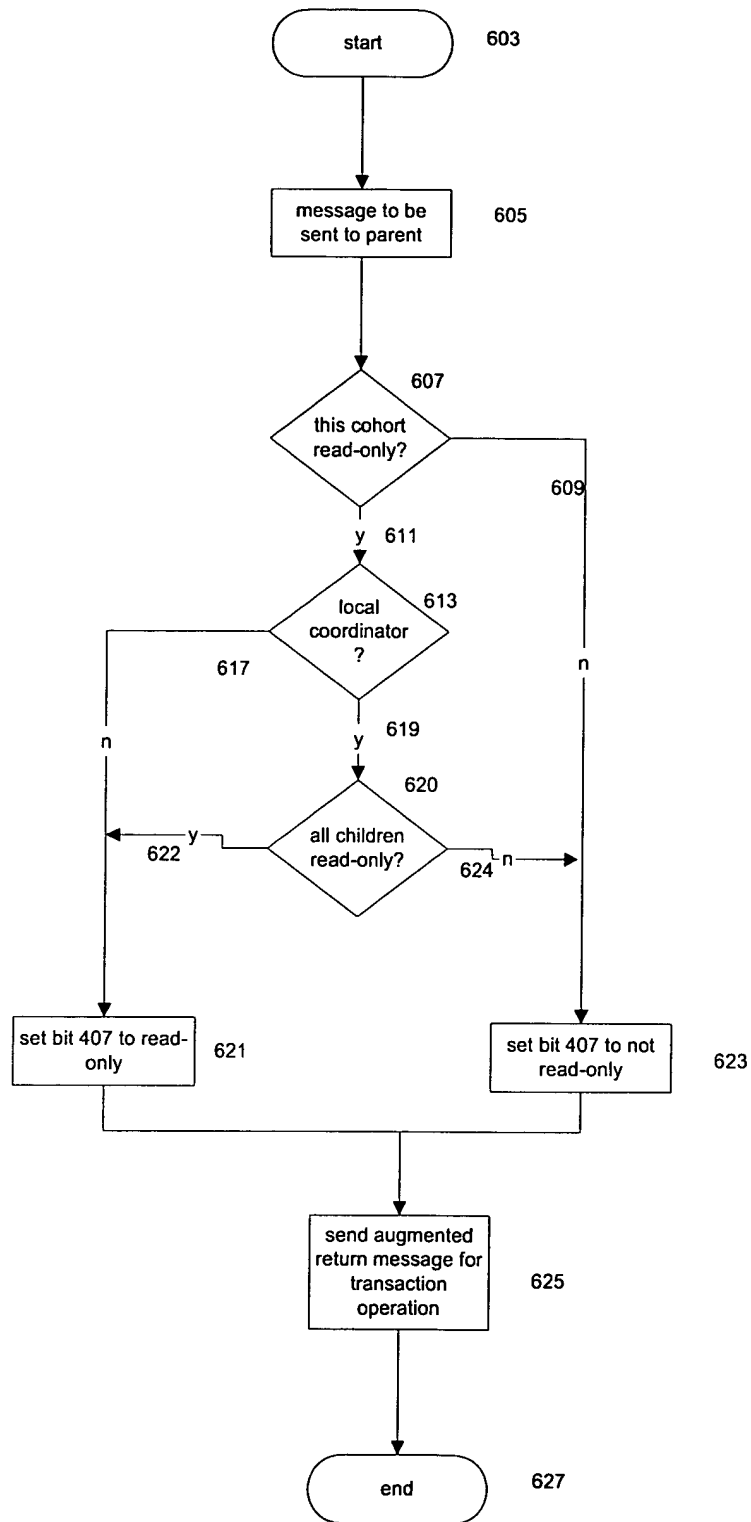 start
603
message to be
sent to parent
605
607
this cohort
read-only?
609
y
611
local
coordinator
?
613
617
n
n
619
y
620
all children
read-only?
y
622
624
n
set bit 407 to read-
only
621
set bit 407 to not
read-only
623
send augmented
return message for
transaction
operation
625
end
627